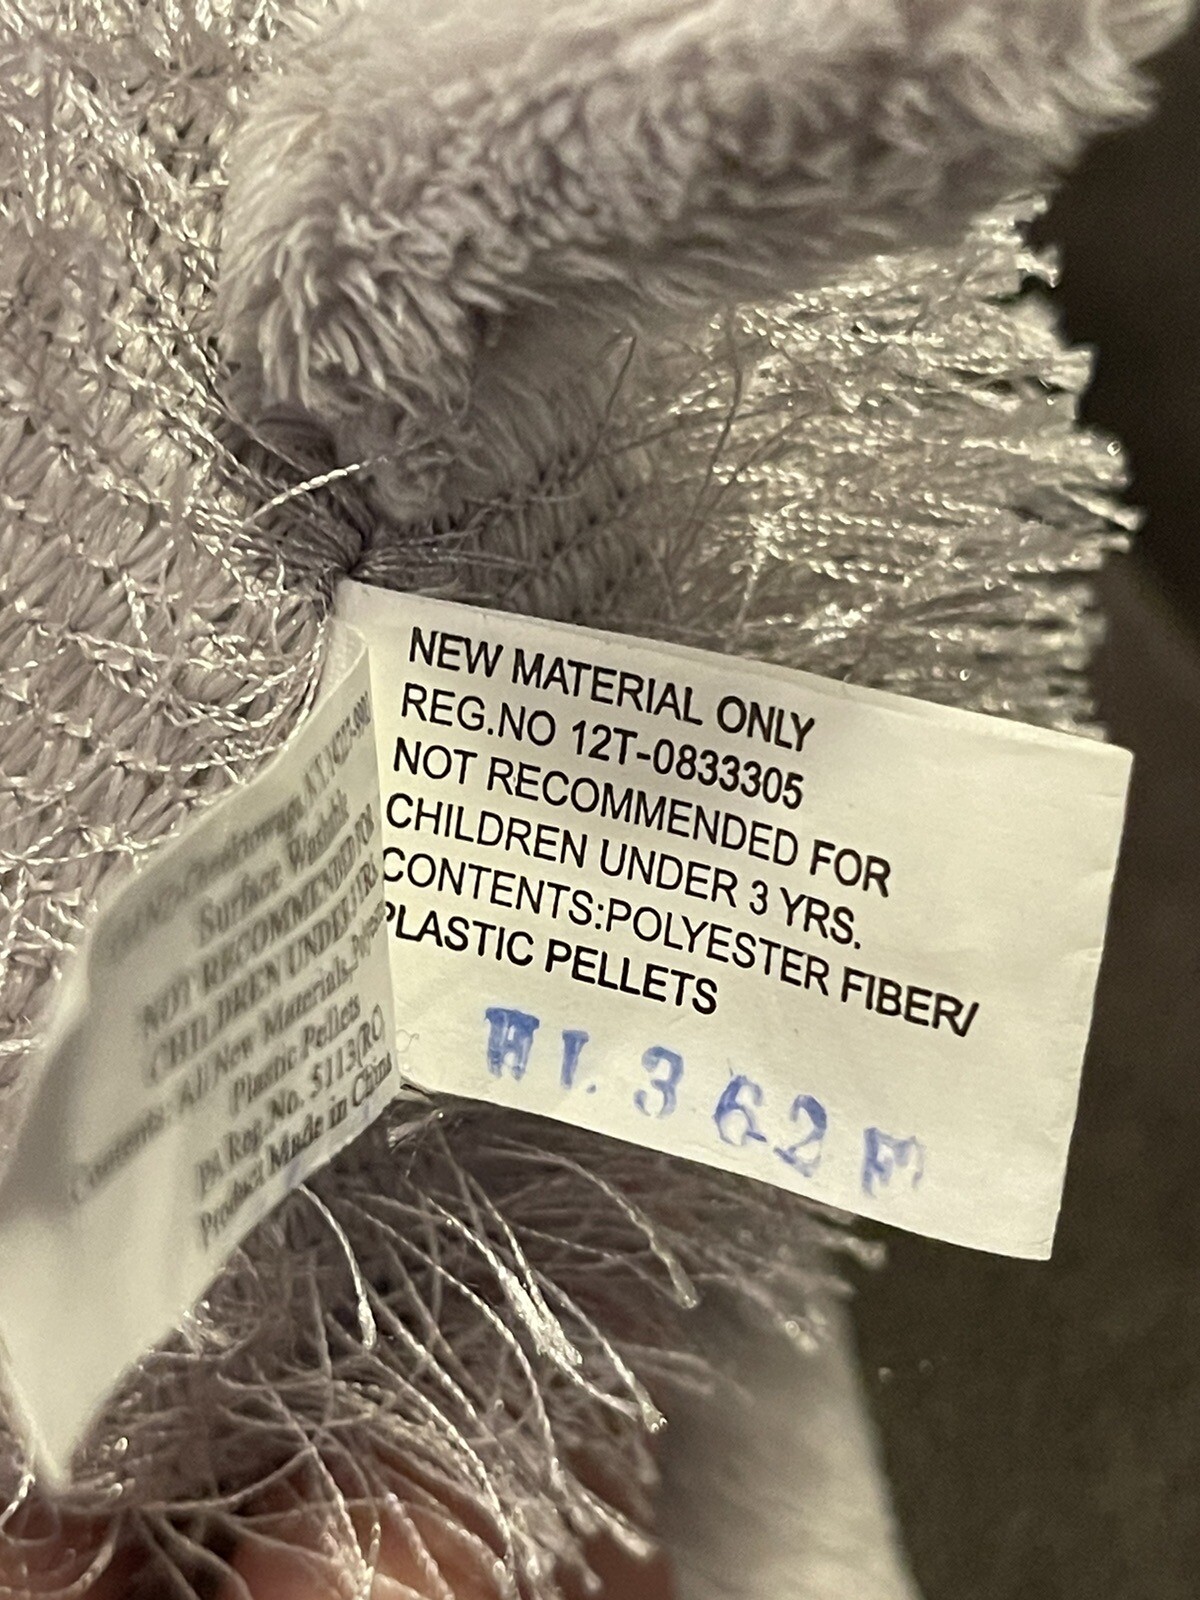 Surface Washable
NOT RECOMMENDED FOR
CHILDREN UNDER 3 YRS.
Contents: All New Materials,
(Plastic Pellets
PA Reg.No. 5113(RC)
Product Made in China
NEW MATERIAL ONLY
REG.NO 12T-0833305
NOT RECOMMENDED FOR
CHILDREN UNDER 3 YRS.
CONTENTS:POLYESTER FIBER/
PLASTIC PELLETS
HL362F